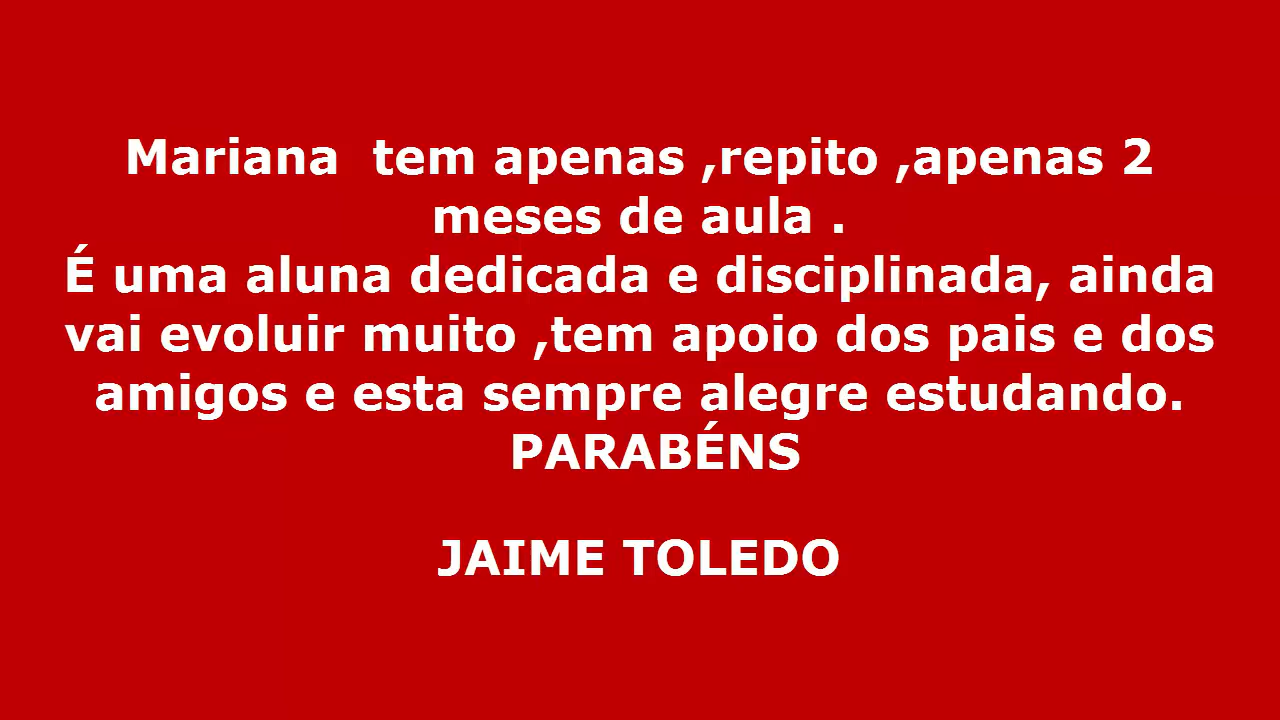 Mariana  tem apenas ,repito ,apenas 2
meses de aula .
É uma aluna dedicada e disciplinada, ainda
vai evoluir muito ,tem apoio dos pais e dos
amigos e esta sempre alegre estudando.
PARABÉNS
JAIME TOLEDO